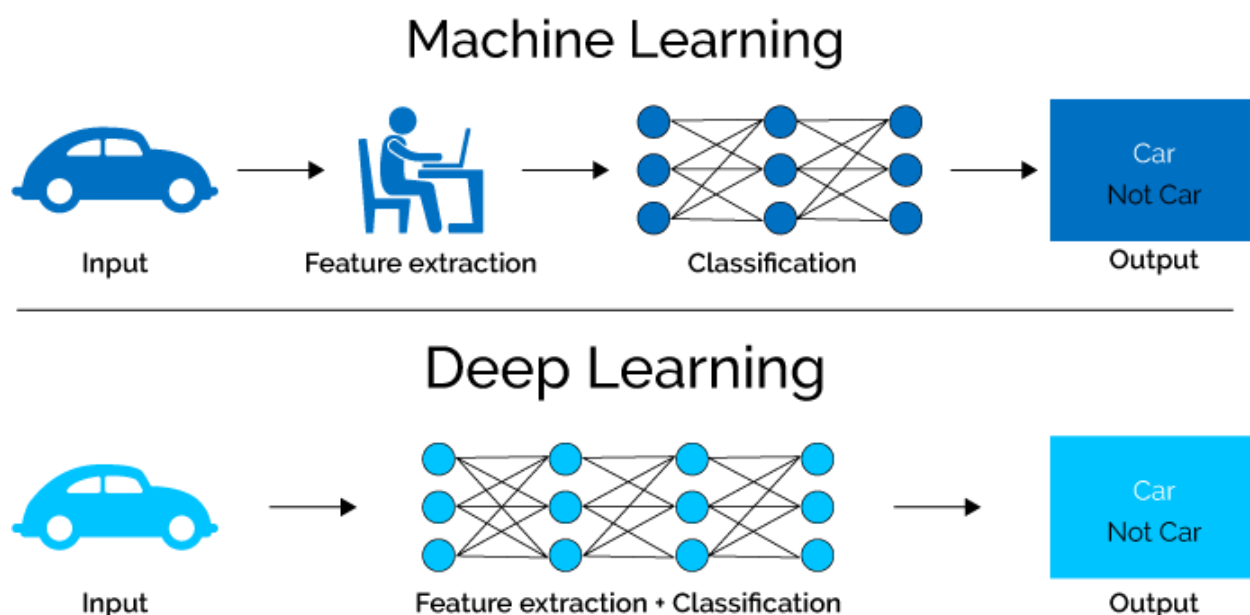 Machine Learning
Car
Not Car
Input
Feature extraction
Classification
Output
Deep Learning
Car
Not Car
Input
Feature extraction + Classification
Output